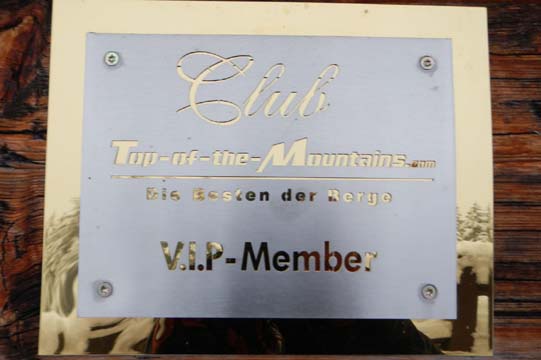 Club
Top-of-the-Mountains.com
Die Besten der Berge
V.I.P-Member